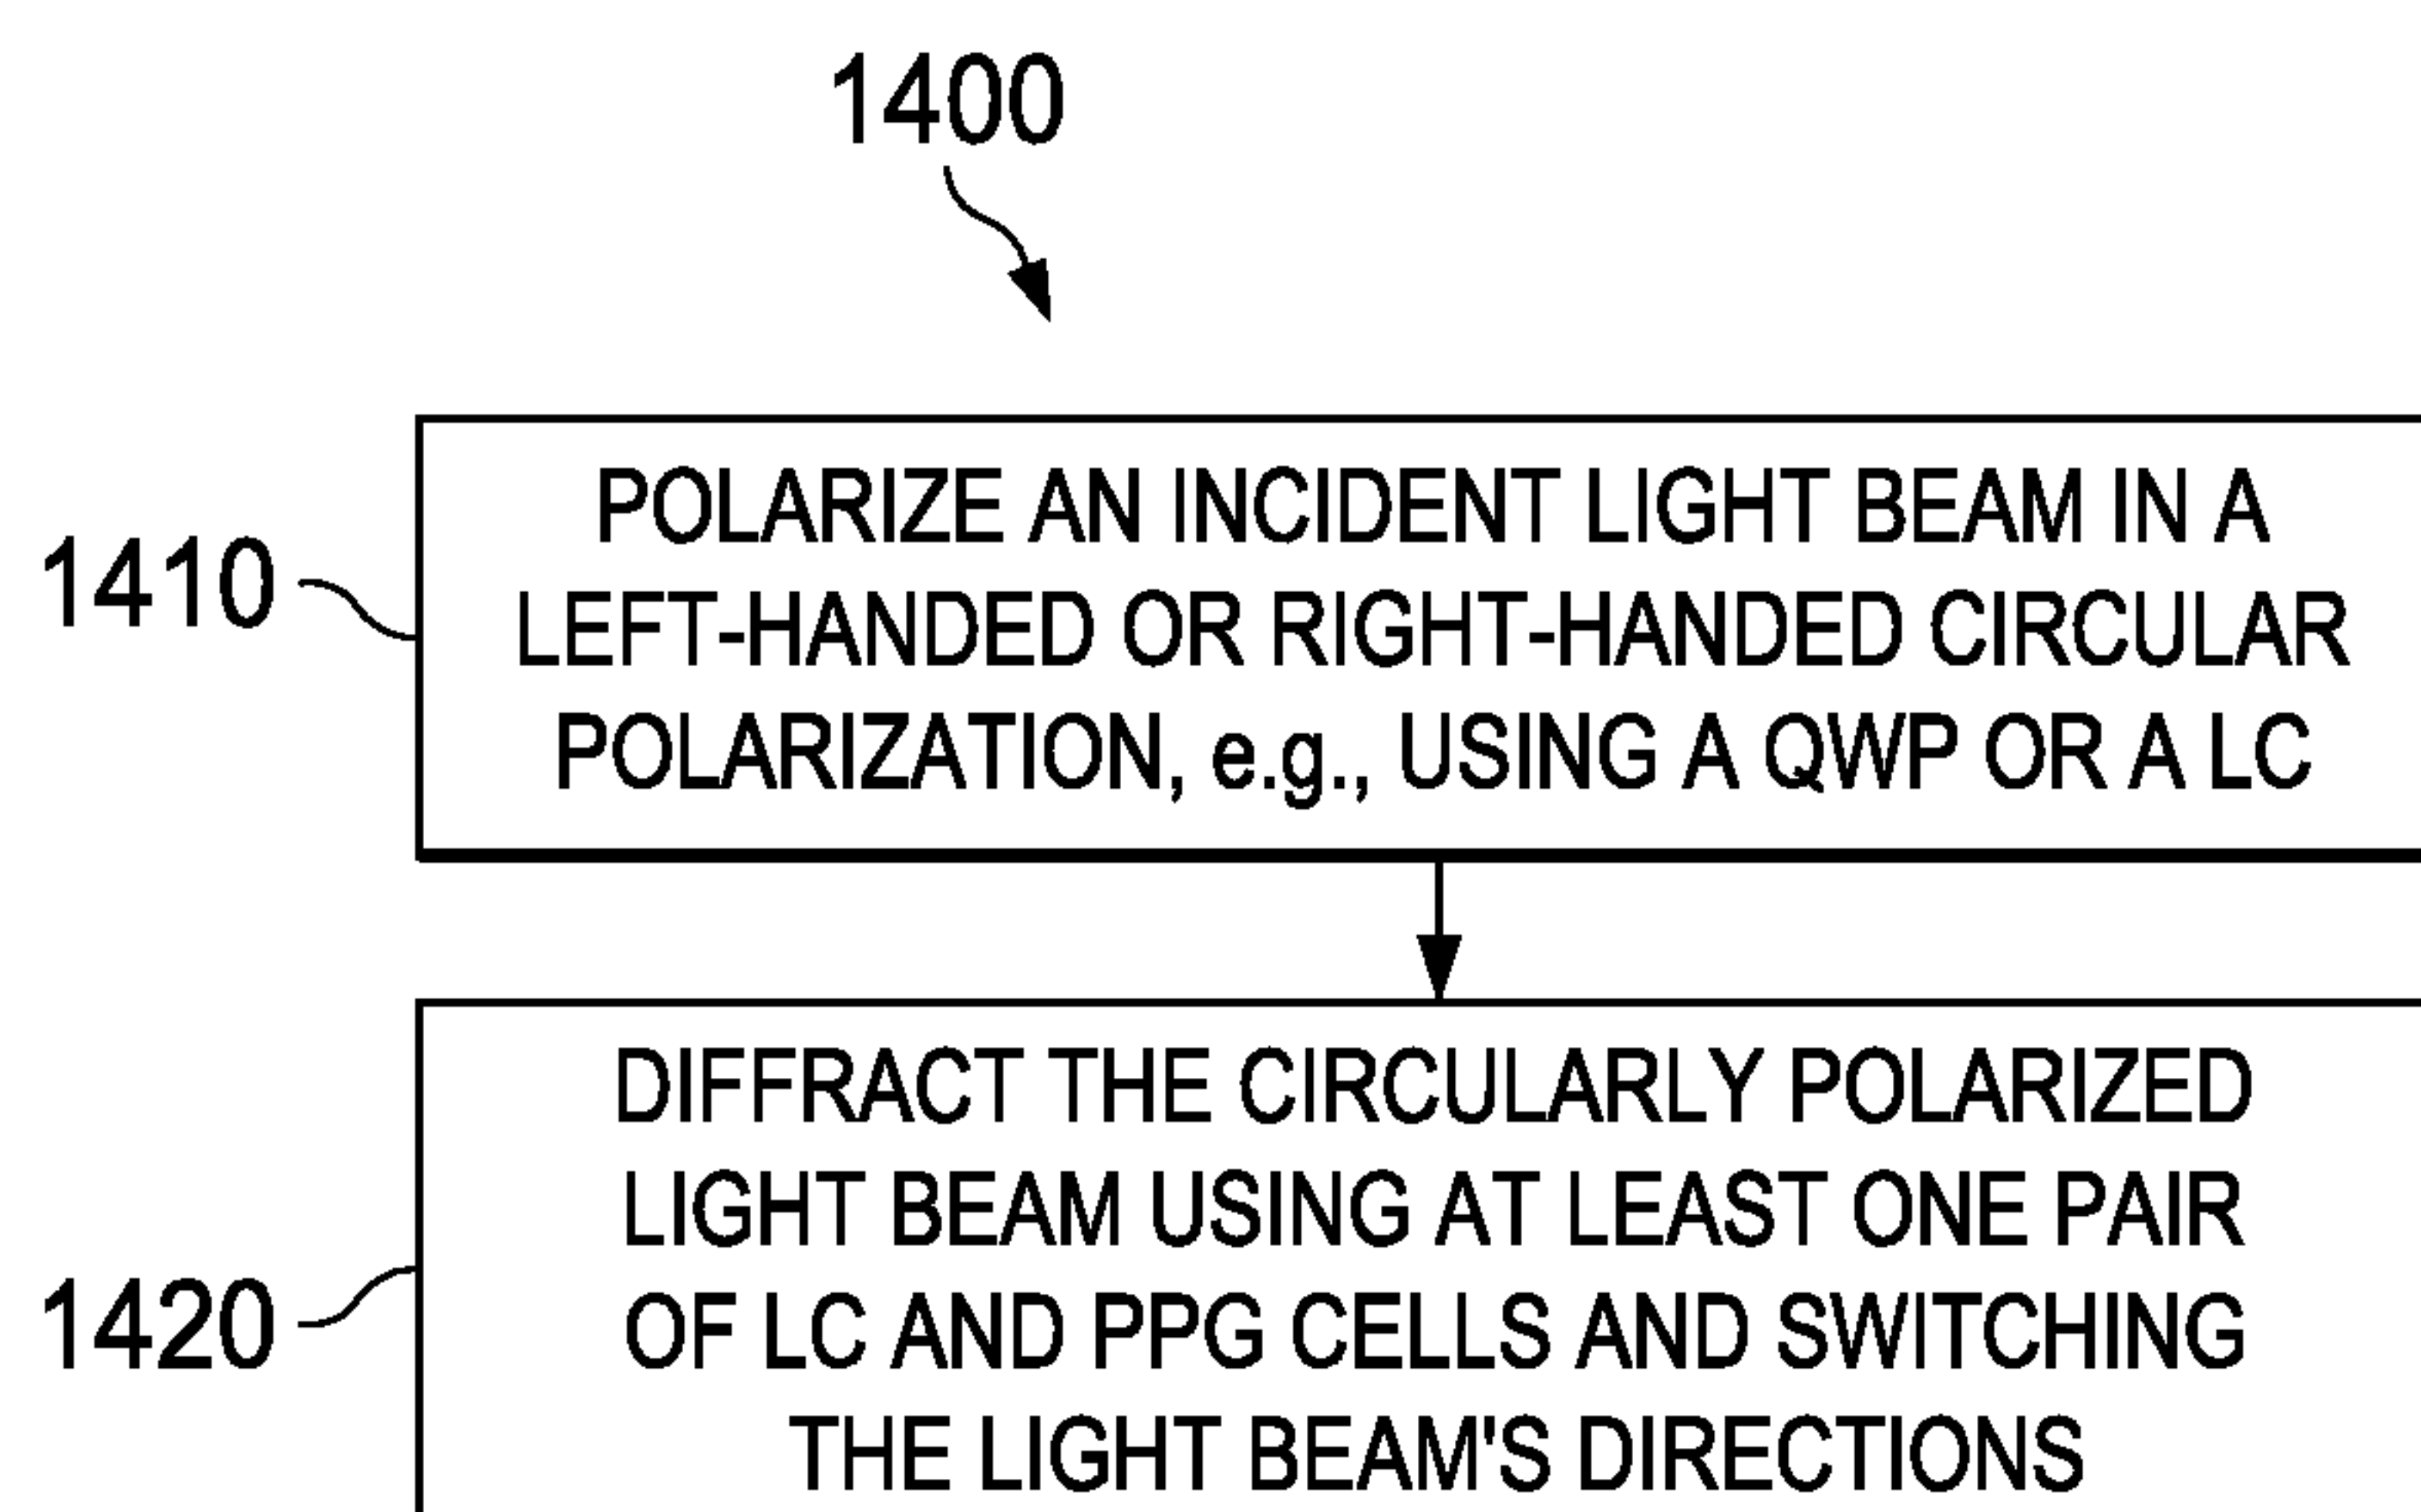 1400
1410
POLARIZE AN INCIDENT LIGHT BEAM IN A
LEFT-HANDED OR RIGHT-HANDED CIRCULAR
POLARIZATION, e.g., USING A QWP OR A LC
1420
DIFFRACT THE CIRCULARLY POLARIZED
LIGHT BEAM USING AT LEAST ONE PAIR
OF LC AND PPG CELLS AND SWITCHING
THE LIGHT BEAM'S DIRECTIONS